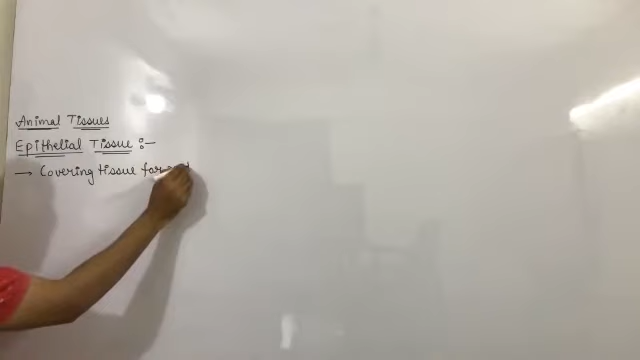 Animal Tissues
Epithelial Tissue :-
→ Covering tissue